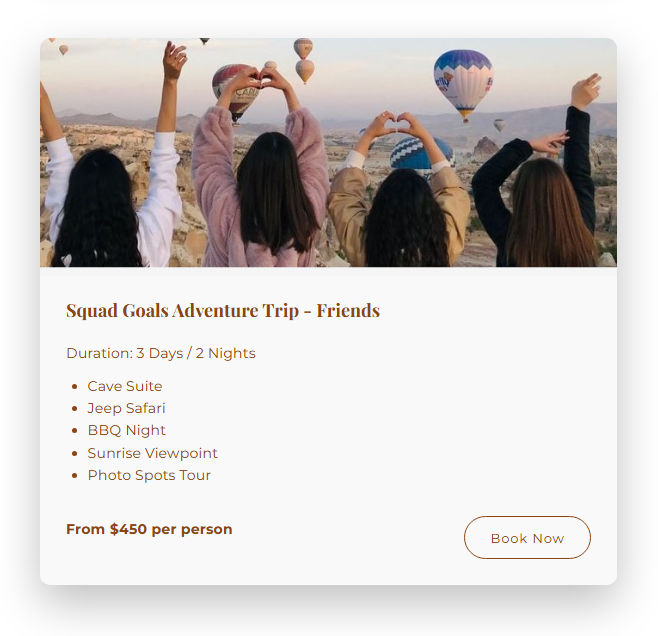 Squad Goals Adventure Trip - Friends
Duration: 3 Days / 2 Nights
Cave Suite
Jeep Safari
BBQ Night
Sunrise Viewpoint
Photo Spots Tour
From $450 per person
Book Now